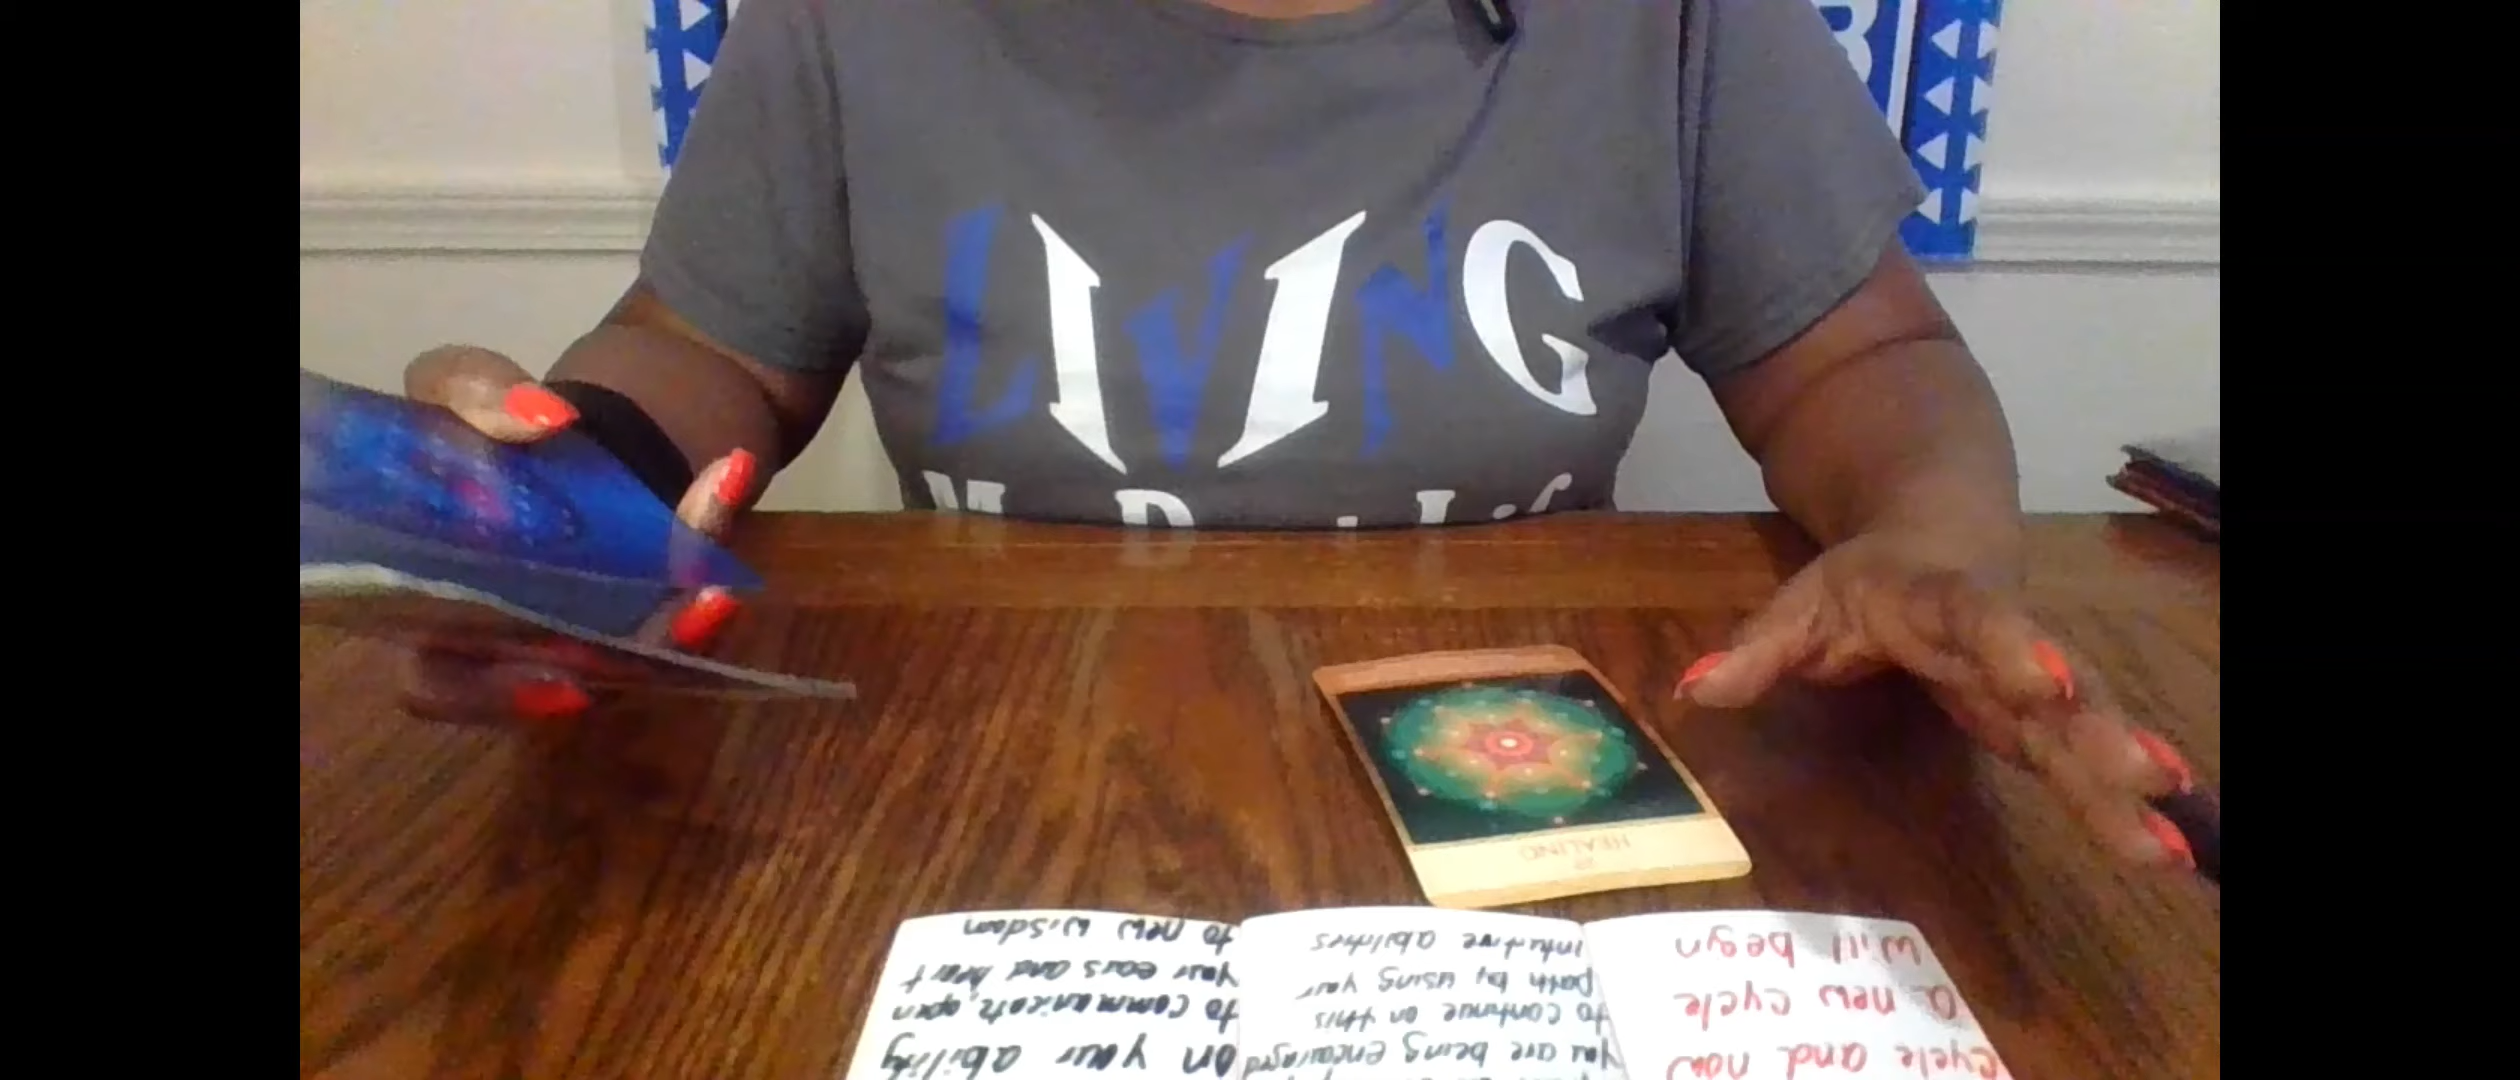 LIVING
HEALING
cycle and now
a new cycle
will begin
you are being encouraged
to continue on this
path by using your
intuitive abilities
on your ability
to communicate, open
your ears and heart
to new wisdom